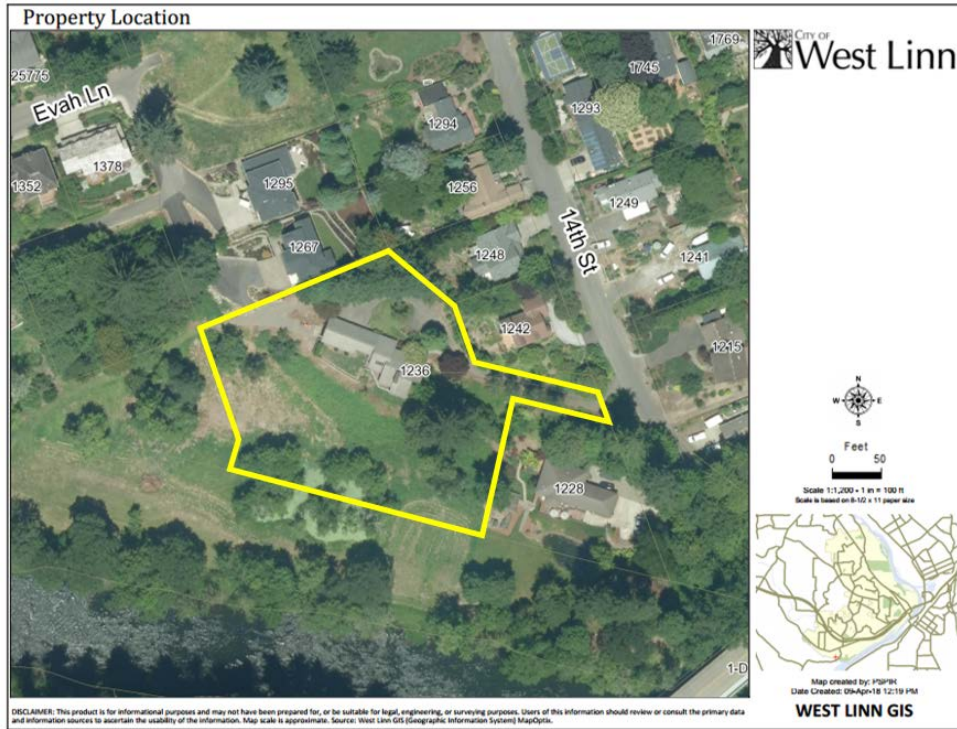 Property Location
CITY OF
West Linn
25775
Evah Ln
1378
1352
1295
1267
1294
1256
1248
1242
1236
1228
14th St
1769
1745
1293
1249
1241
1215
1-D
N
W
E
S
Feet
0 50
Scale 1:1,200 - 1 in = 100 ft
Scale is based on 8-1/2 x 11 paper size
Map created by: PSPIR
Date Created: 09-Apr-18 12:19 PM
WEST LINN GIS
DISCLAIMER: This product is for informational purposes and may not have been prepared for, or be suitable for legal, engineering, or surveying purposes. Users of this information should review or consult the primary data
and information sources to ascertain the usability of the information. Map scale is approximate. Source: West Linn GIS (Geographic Information System) MapOptix.